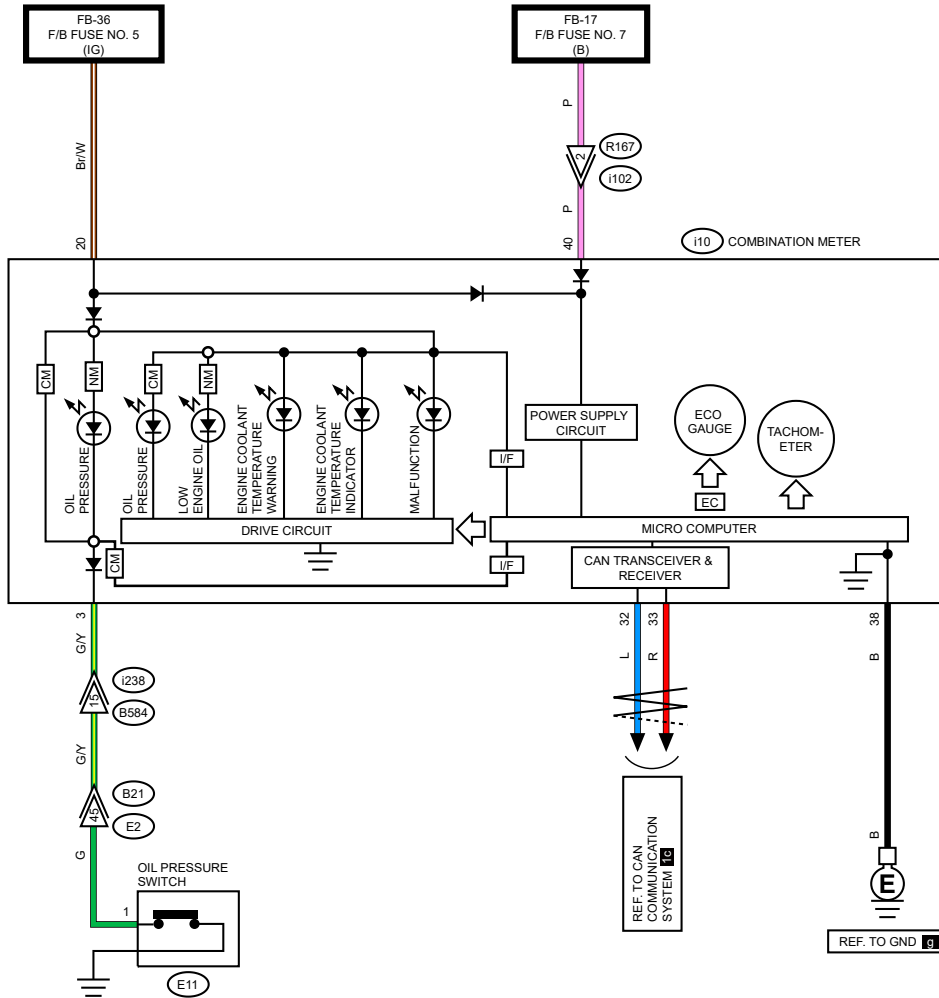 FB-36
F/B FUSE NO. 5
(IG)
FB-17
F/B FUSE NO. 7
(B)
Br/W
P
2
R167
i102
P
20
40
i10
COMBINATION METER
CM
NM
CM
NM
OIL
PRESSURE
OIL
PRESSURE
LOW
ENGINE OIL
ENGINE COOLANT
TEMPERATURE
WARNING
ENGINE COOLANT
TEMPERATURE
INDICATOR
MALFUNCTION
I/F
POWER SUPPLY
CIRCUIT
ECO
GAUGE
TACHOM-
ETER
EC
DRIVE CIRCUIT
MICRO COMPUTER
CM
I/F
CAN TRANSCEIVER &
RECEIVER
3
G/Y
32
L
33
R
38
B
15
i238
B584
G/Y
45
B21
E2
G
OIL PRESSURE
SWITCH
1
E11
REF. TO CAN
COMMUNICATION
SYSTEM 1c
B
E
REF. TO GND g